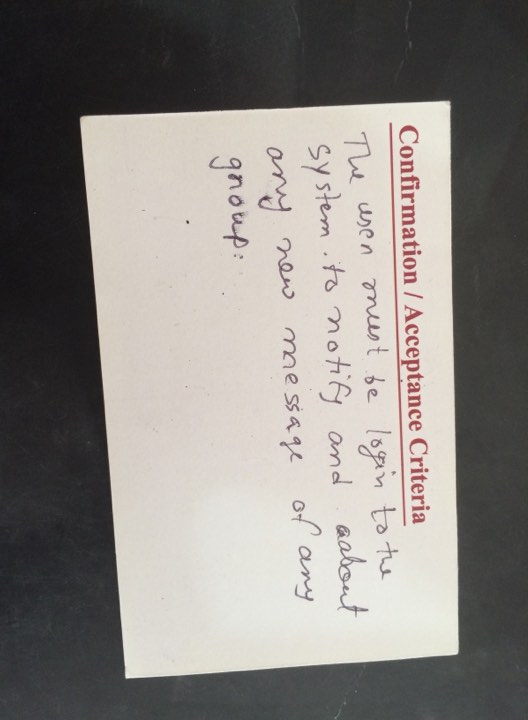 Confirmation / Acceptance Criteria
The user must be login to the
system. to notify and about
any new message of any
group: